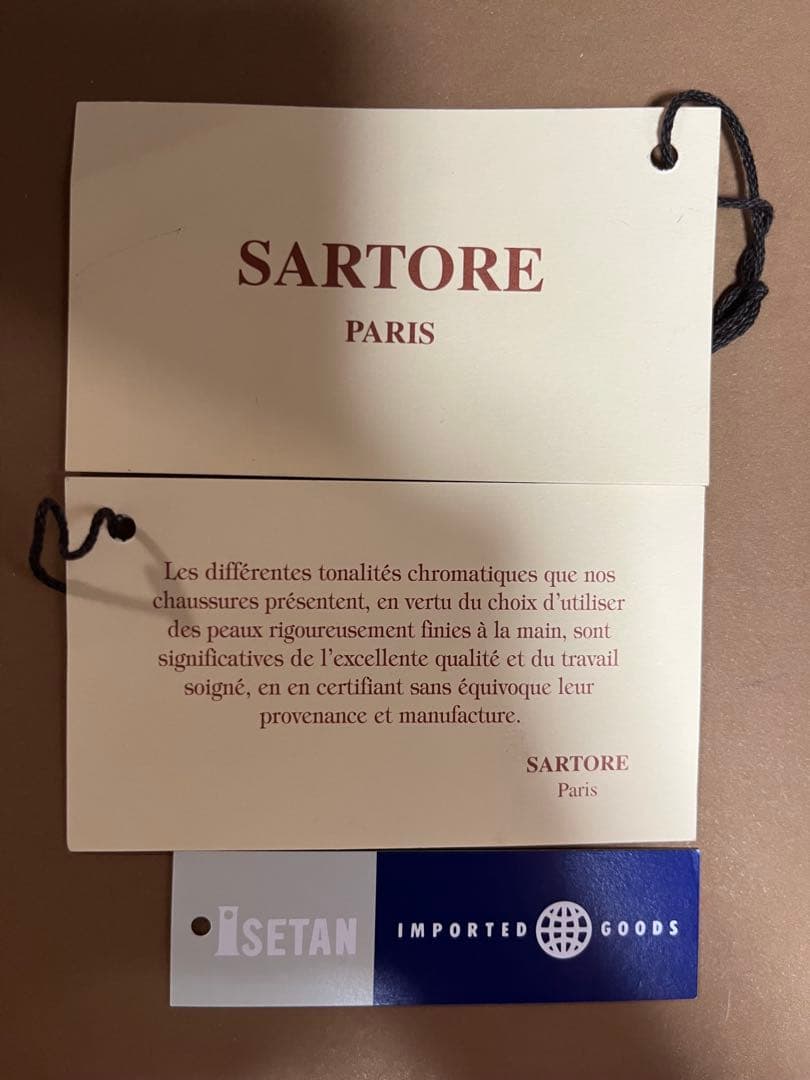 SARTORE
PARIS
Les différentes tonalités chromatiques que nos
chaussures présentent, en vertu du choix d'utiliser
des peaux rigoureusement finies à la main, sont
significatives de l'excellente qualité et du travail
soigné, en en certifiant sans équivoque leur
provenance et manufacture.
SARTORE
Paris
ISETAN
IMPORTED GOODS